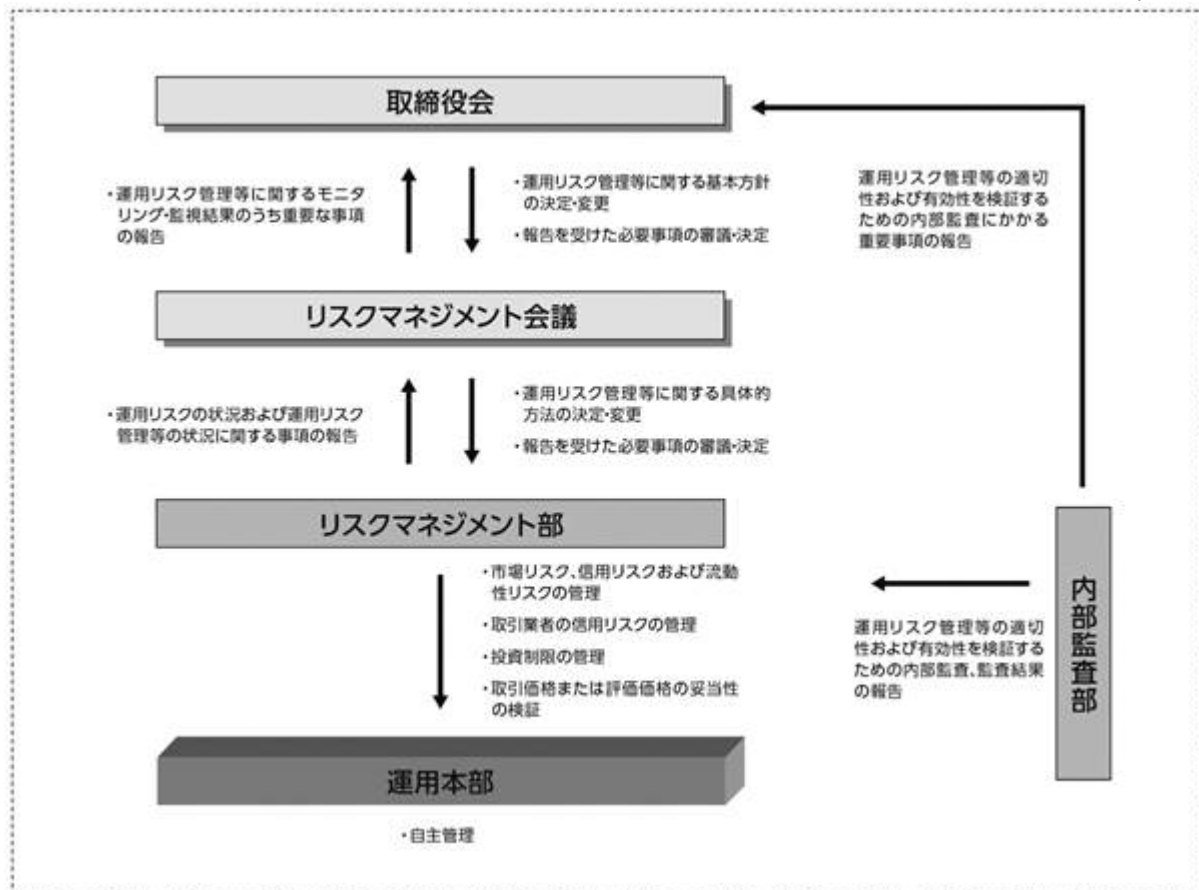 取締役会
・運用リスク管理等に関するモニタ
リング・監視結果のうち重要な事項
の報告
・運用リスク管理等に関する基本方針
の決定・変更
・報告を受けた必要事項の審議・決定
運用リスク管理等の適切
性および有効性を検証する
ための内部監査にかかる
重要事項の報告
リスクマネジメント会議
・運用リスクの状況および運用リスク
管理等の状況に関する事項の報告
・運用リスク管理等に関する具体的
方法の決定・変更
・報告を受けた必要事項の審議・決定
リスクマネジメント部
・市場リスク、信用リスクおよび流動
性リスクの管理
・取引業者の信用リスクの管理
・投資制限の管理
・取引価格または評価価格の妥当性
の検証
運用リスク管理等の適切
性および有効性を検証する
ための内部監査、監査結果
の報告
内部監査部
運用本部
・自主管理